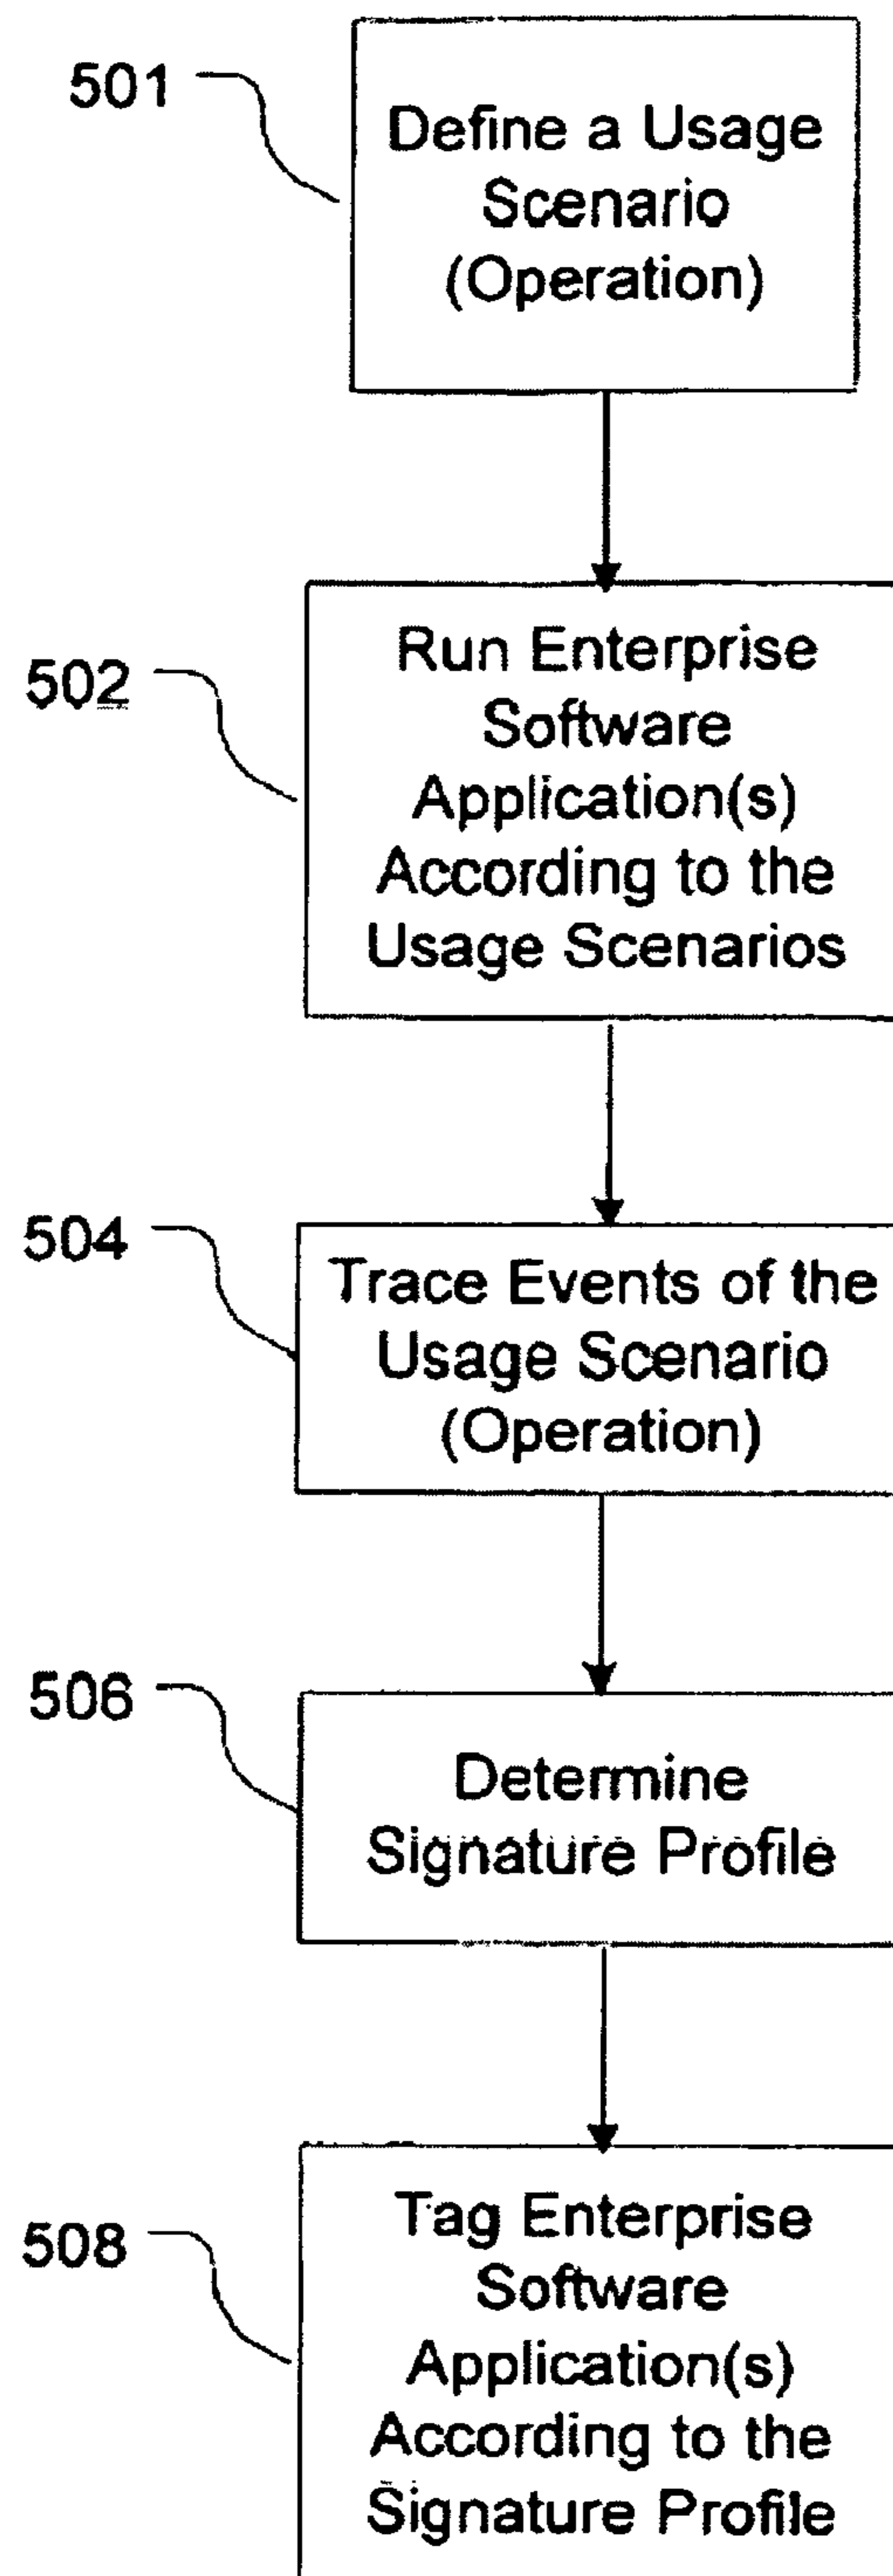 501
Define a Usage
Scenario
(Operation)
502
Run Enterprise
Software
Application(s)
According to the
Usage Scenarios
504
Trace Events of the
Usage Scenario
(Operation)
506
Determine
Signature Profile
508
Tag Enterprise
Software
Application(s)
According to the
Signature Profile